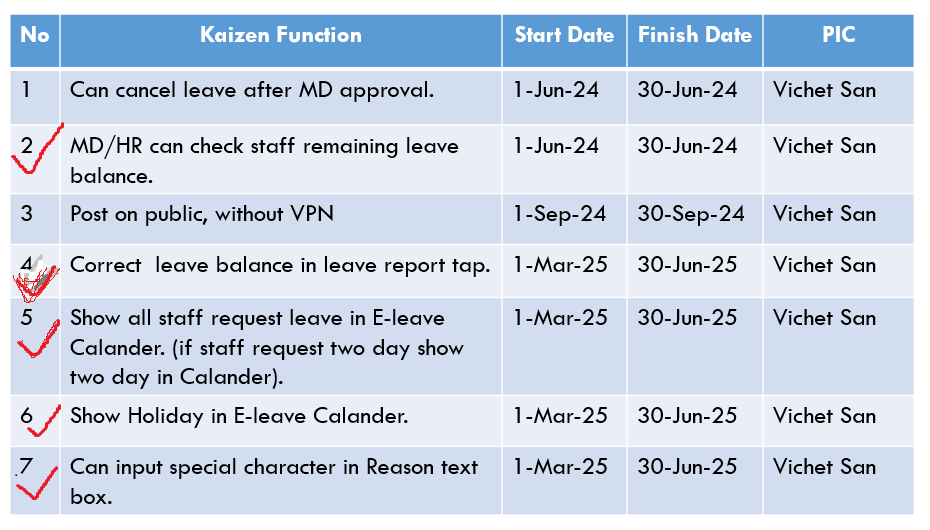 No Kaizen Function Start Date Finish Date PIC
1 Can cancel leave after MD approval. 1-Jun-24 30-Jun-24 Vichet San
2 MD/HR can check staff remaining leave 1-Jun-24 30-Jun-24 Vichet San
balance.
3 Post on public, without VPN 1-Sep-24 30-Sep-24 Vichet San
4 Correct leave balance in leave report tap. 1-Mar-25 30-Jun-25 Vichet San
5 Show all staff request leave in E-leave 1-Mar-25 30-Jun-25 Vichet San
Calander. (if staff request two day show
two day in Calander).
6 Show Holiday in E-leave Calander. 1-Mar-25 30-Jun-25 Vichet San
7 Can input special character in Reason text 1-Mar-25 30-Jun-25 Vichet San
box.